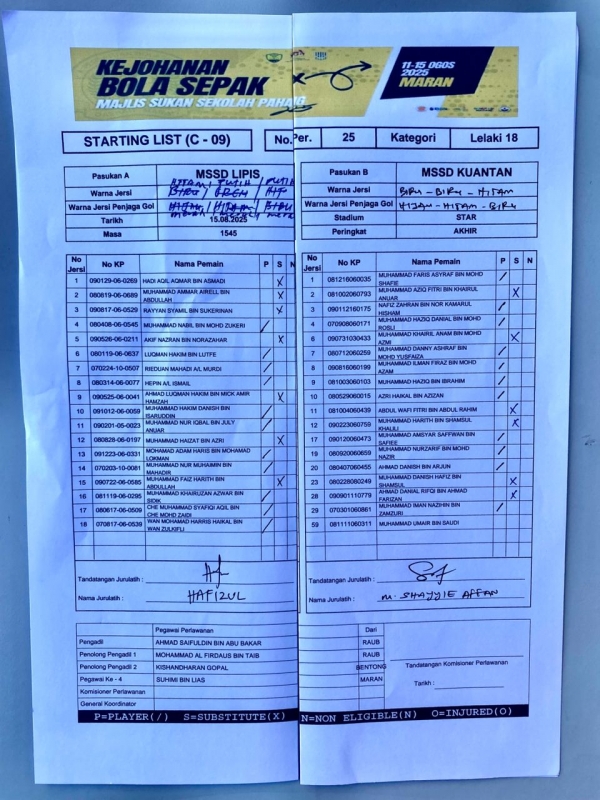 KEJOHANAN
BOLA SEPAK
MAJLIS SUKAN SEKOLAH PAHANG
11-15 OGOS
2025
MARAN
STARTING LIST (C - 09)
No.Per. 25 Kategori Lelaki 18
Pasukan A MSSD LIPIS
Warna Jersi HITAM / PUTIH / PUTIH
Warna Jersi Penjaga Gol
Tarikh 15.08.2025
Masa 1545
Pasukan B MSSD KUANTAN
Warna Jersi BIRU - BIRU - HITAM
Warna Jersi Penjaga Gol HIJAU - HITAM - BIRU
Stadium STAR
Peringkat AKHIR
No Jersi No KP Nama Pemain P S N
1 090129-06-0269 HADI AQIL AQMAR BIN ASMADI X
2 080819-06-0689 MUHAMMAD AMMAR AIRELL BIN ABDULLAH X
3 090817-06-0529 RAYYAN SYAMIL BIN SUKERINAN X
4 080408-06-0545 MUHAMMAD NABIL BIN MOHD ZUKERI /
5 090526-06-0211 AKIF NAZRAN BIN NORAZAHAR X
6 080119-06-0637 LUQMAN HAKIM BIN LUTFE /
7 070224-10-0507 RIEDUAN MAHADI A/L MURDI /
8 080314-06-0077 HEPIN A/L ISMAIL /
9 090525-06-0041 AHMAD LUQMAN HAKIM BIN MICK AMIR HAMZAH X
10 091012-06-0059 MUHAMMAD HAKIM DANISH BIN ISARUDDIN /
11 090201-05-0023 MUHAMMAD NUR IQBAL BIN JULY ANUAR /
12 080828-06-0197 MUHAMMAD HAIZAT BIN AZRI X
13 091223-06-0331 MOHAMAD ADAM HARIS BIN MOHAMAD LOKMAN /
14 070203-10-0081 MUHAMMAD NUR MUHAIMIN BIN MAHADIR /
15 090722-06-0585 MUHAMMAD FAIZ HARITH BIN ABDULLAH X
16 081119-06-0295 MUHAMMAD KHAIRUZAN AZWAR BIN SIDIK /
17 080617-06-0509 CHE MUHAMMAD SYAFIQI AQIL BIN CHE MOHD ZAIDI /
18 070817-06-0539 WAN MOHAMAD HARRIS HAIKAL BIN WAN ZULKIFLI /
No Jersi No KP Nama Pemain P S N
1 081216060035 MUHAMMAD FARIS ASYRAF BIN MOHD SHAFIE /
2 081002060793 MUHAMMAD AZIQ FITRI BIN KHAIRUL ANUAR X
3 090112160175 NAFIZ ZAHRAN BIN NOR KAMARUL HISHAM /
4 070908060171 MUHAMMAD HAZIQ DANIAL BIN MOHD ROSLI /
6 090731030433 MUHAMMAD KHAIRIL ANAM BIN MOHD AZMI X
7 080712060259 MUHAMMAD DANNY ASHRAF BIN MOHD YUSFAIZA /
8 090816060199 MUHAMMAD ILMAN FIRAZ BIN MOHD AZAM /
9 081003060103 MUHAMMAD HAZIQ BIN IBRAHIM /
10 080529060015 AZRI HAIKAL BIN AZIZAN /
11 081004060439 ABDUL WAFI FITRI BIN ABDUL RAHIM X
12 090223060759 MUHAMMAD HARITH BIN SHAMSUL KHALILI X
17 090120060473 MUHAMMAD AMSYAR SAFFWAN BIN SAFIEE /
19 080920060659 MUHAMMAD NURZARIF BIN MOHD NAZIR /
20 080407060455 AHMAD DANISH BIN ARJUN /
23 080228080249 MUHAMMAD DANISH HAFIZ BIN SHAMSUL X
28 090901110779 AHMAD DANIAL RIFQI BIN AHMAD FARIZAN X
29 070301060861 MUHAMMAD IMAN NAZIHIN BIN ZAMZURI /
59 081111060311 MUHAMMAD UMAIR BIN SAUDI
Tandatangan Jurulatih :
Nama Jurulatih : HAFIZUL
Tandatangan Jurulatih :
Nama Jurulatih : M. SHAYYIE AFFAN
Pegawai Perlawanan Dari
Pengadil AHMAD SAIFULDIN BIN ABU BAKAR RAUB
Penolong Pengadil 1 MOHAMMAD AL FIRDAUS BIN TAIB RAUB
Penolong Pengadil 2 KISHANDHARAN GOPAL BENTONG
Pegawai Ke - 4 SUHIMI BIN LIAS MARAN
Komisioner Perlawanan
General Koordinator
Tandatangan Komisioner Perlawanan
Tarikh :
P=PLAYER(/) S=SUBSTITUTE(X) N=NON ELIGIBLE(N) O=INJURED(O)